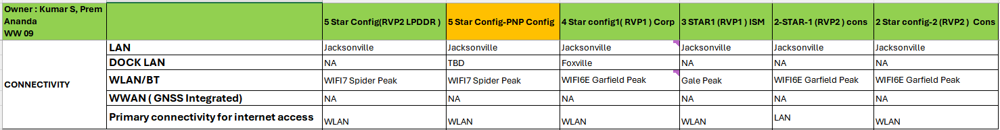 Owner : Kumar S, Prem
Ananda
WW 09
5 Star Config(RVP2 LPDDR ) 5 Star Config-PNP Config 4 Star config1( RVP1 ) Corp 3 STAR1 (RVP1 ) ISM 2-STAR-1 (RVP2 ) cons 2 Star config-2 (RVP2 ) Cons
CONNECTIVITY
LAN Jacksonville Jacksonville Jacksonville Jacksonville Jacksonville Jacksonville
DOCK LAN NA TBD Foxville NA NA NA
WLAN/BT WIFI7 Spider Peak WIFI7 Spider Peak WIFI6E Garfield Peak Gale Peak WIFI6E Garfield Peak WIFI6E Garfield Peak
WWAN ( GNSS Integrated) NA NA NA NA NA NA
Primary connectivity for internet access WLAN WLAN WLAN WLAN LAN WLAN